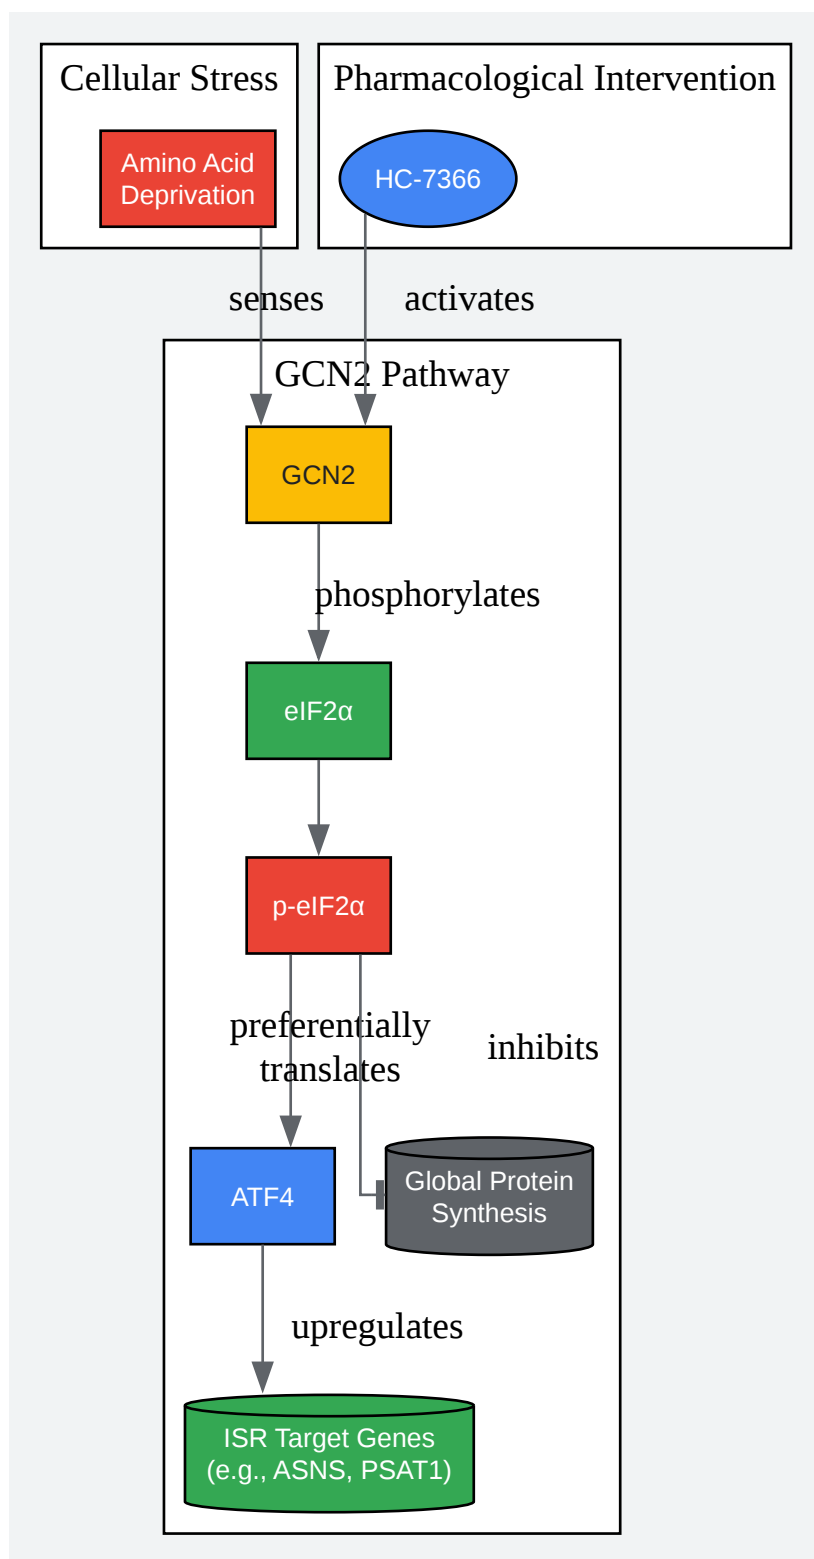 Cellular Stress
Pharmacological Intervention
Amino Acid
Deprivation
HC-7366
senses
activates
GCN2 Pathway
GCN2
phosphorylates
eIF2α
p-eIF2α
preferentially
translates
inhibits
ATF4
Global Protein
Synthesis
upregulates
ISR Target Genes
(e.g., ASNS, PSAT1)